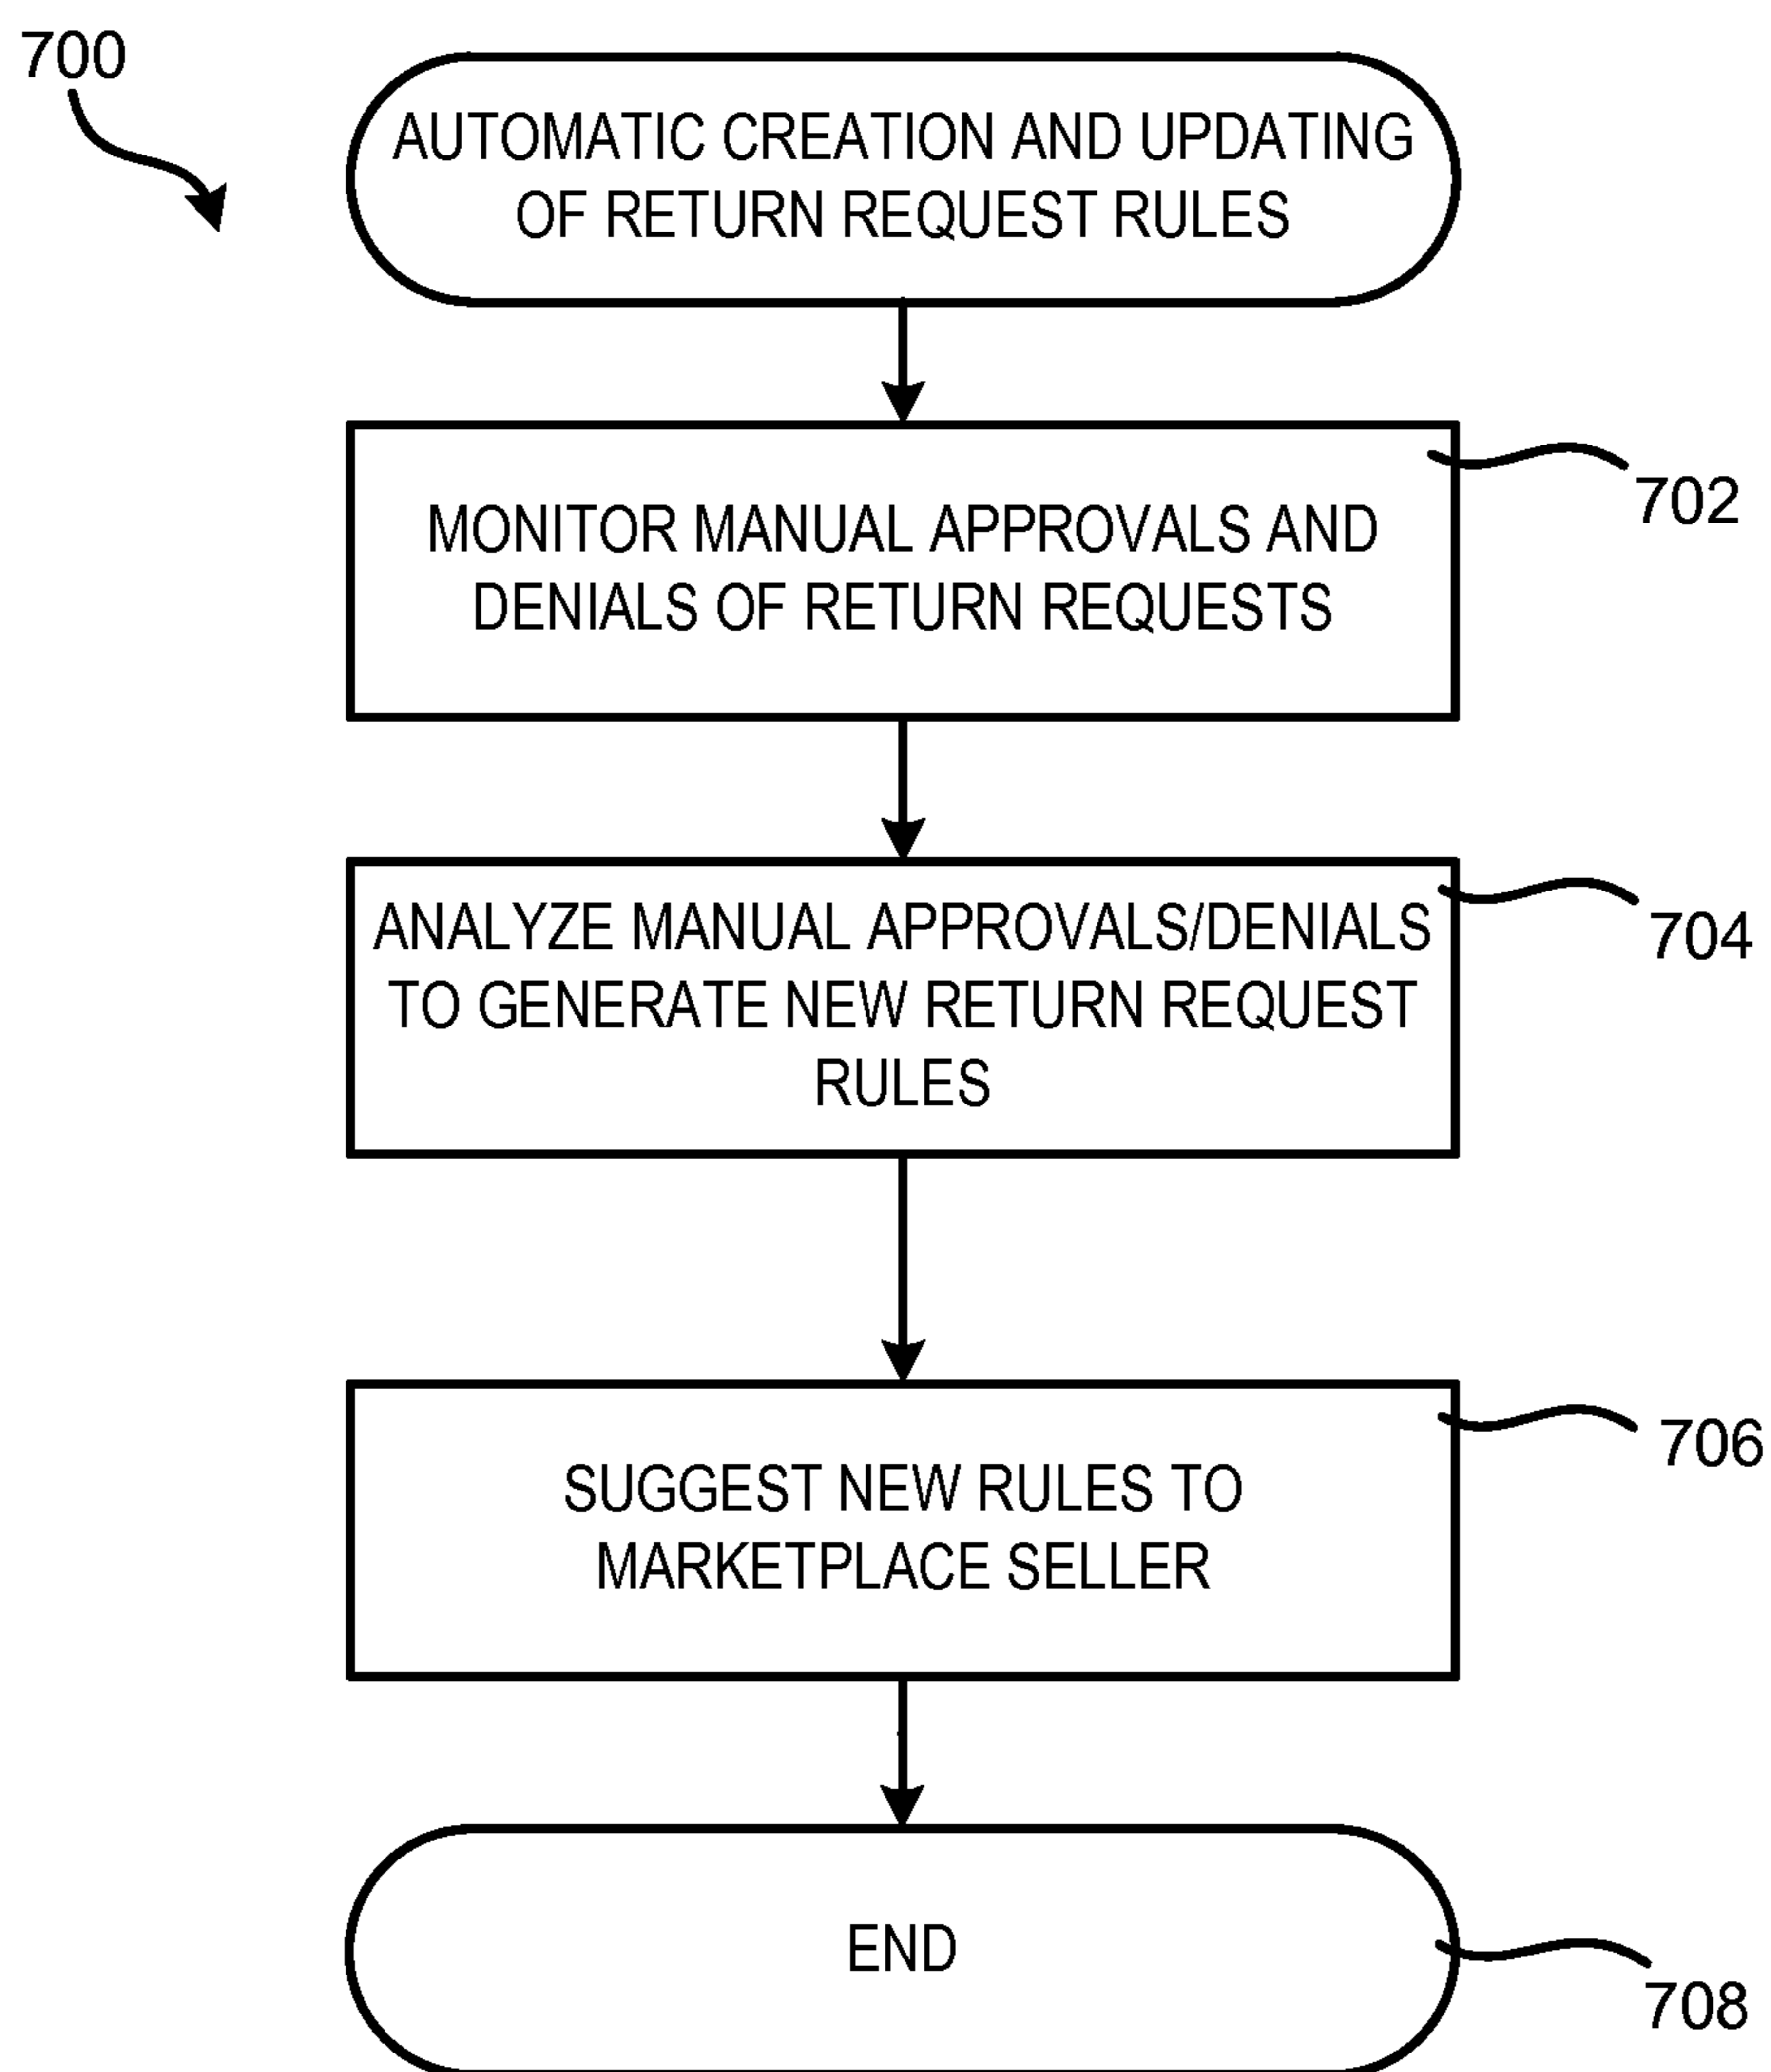 700
AUTOMATIC CREATION AND UPDATING
OF RETURN REQUEST RULES
MONITOR MANUAL APPROVALS AND
DENIALS OF RETURN REQUESTS
702
ANALYZE MANUAL APPROVALS/DENIALS
TO GENERATE NEW RETURN REQUEST
RULES
704
SUGGEST NEW RULES TO
MARKETPLACE SELLER
706
END
708